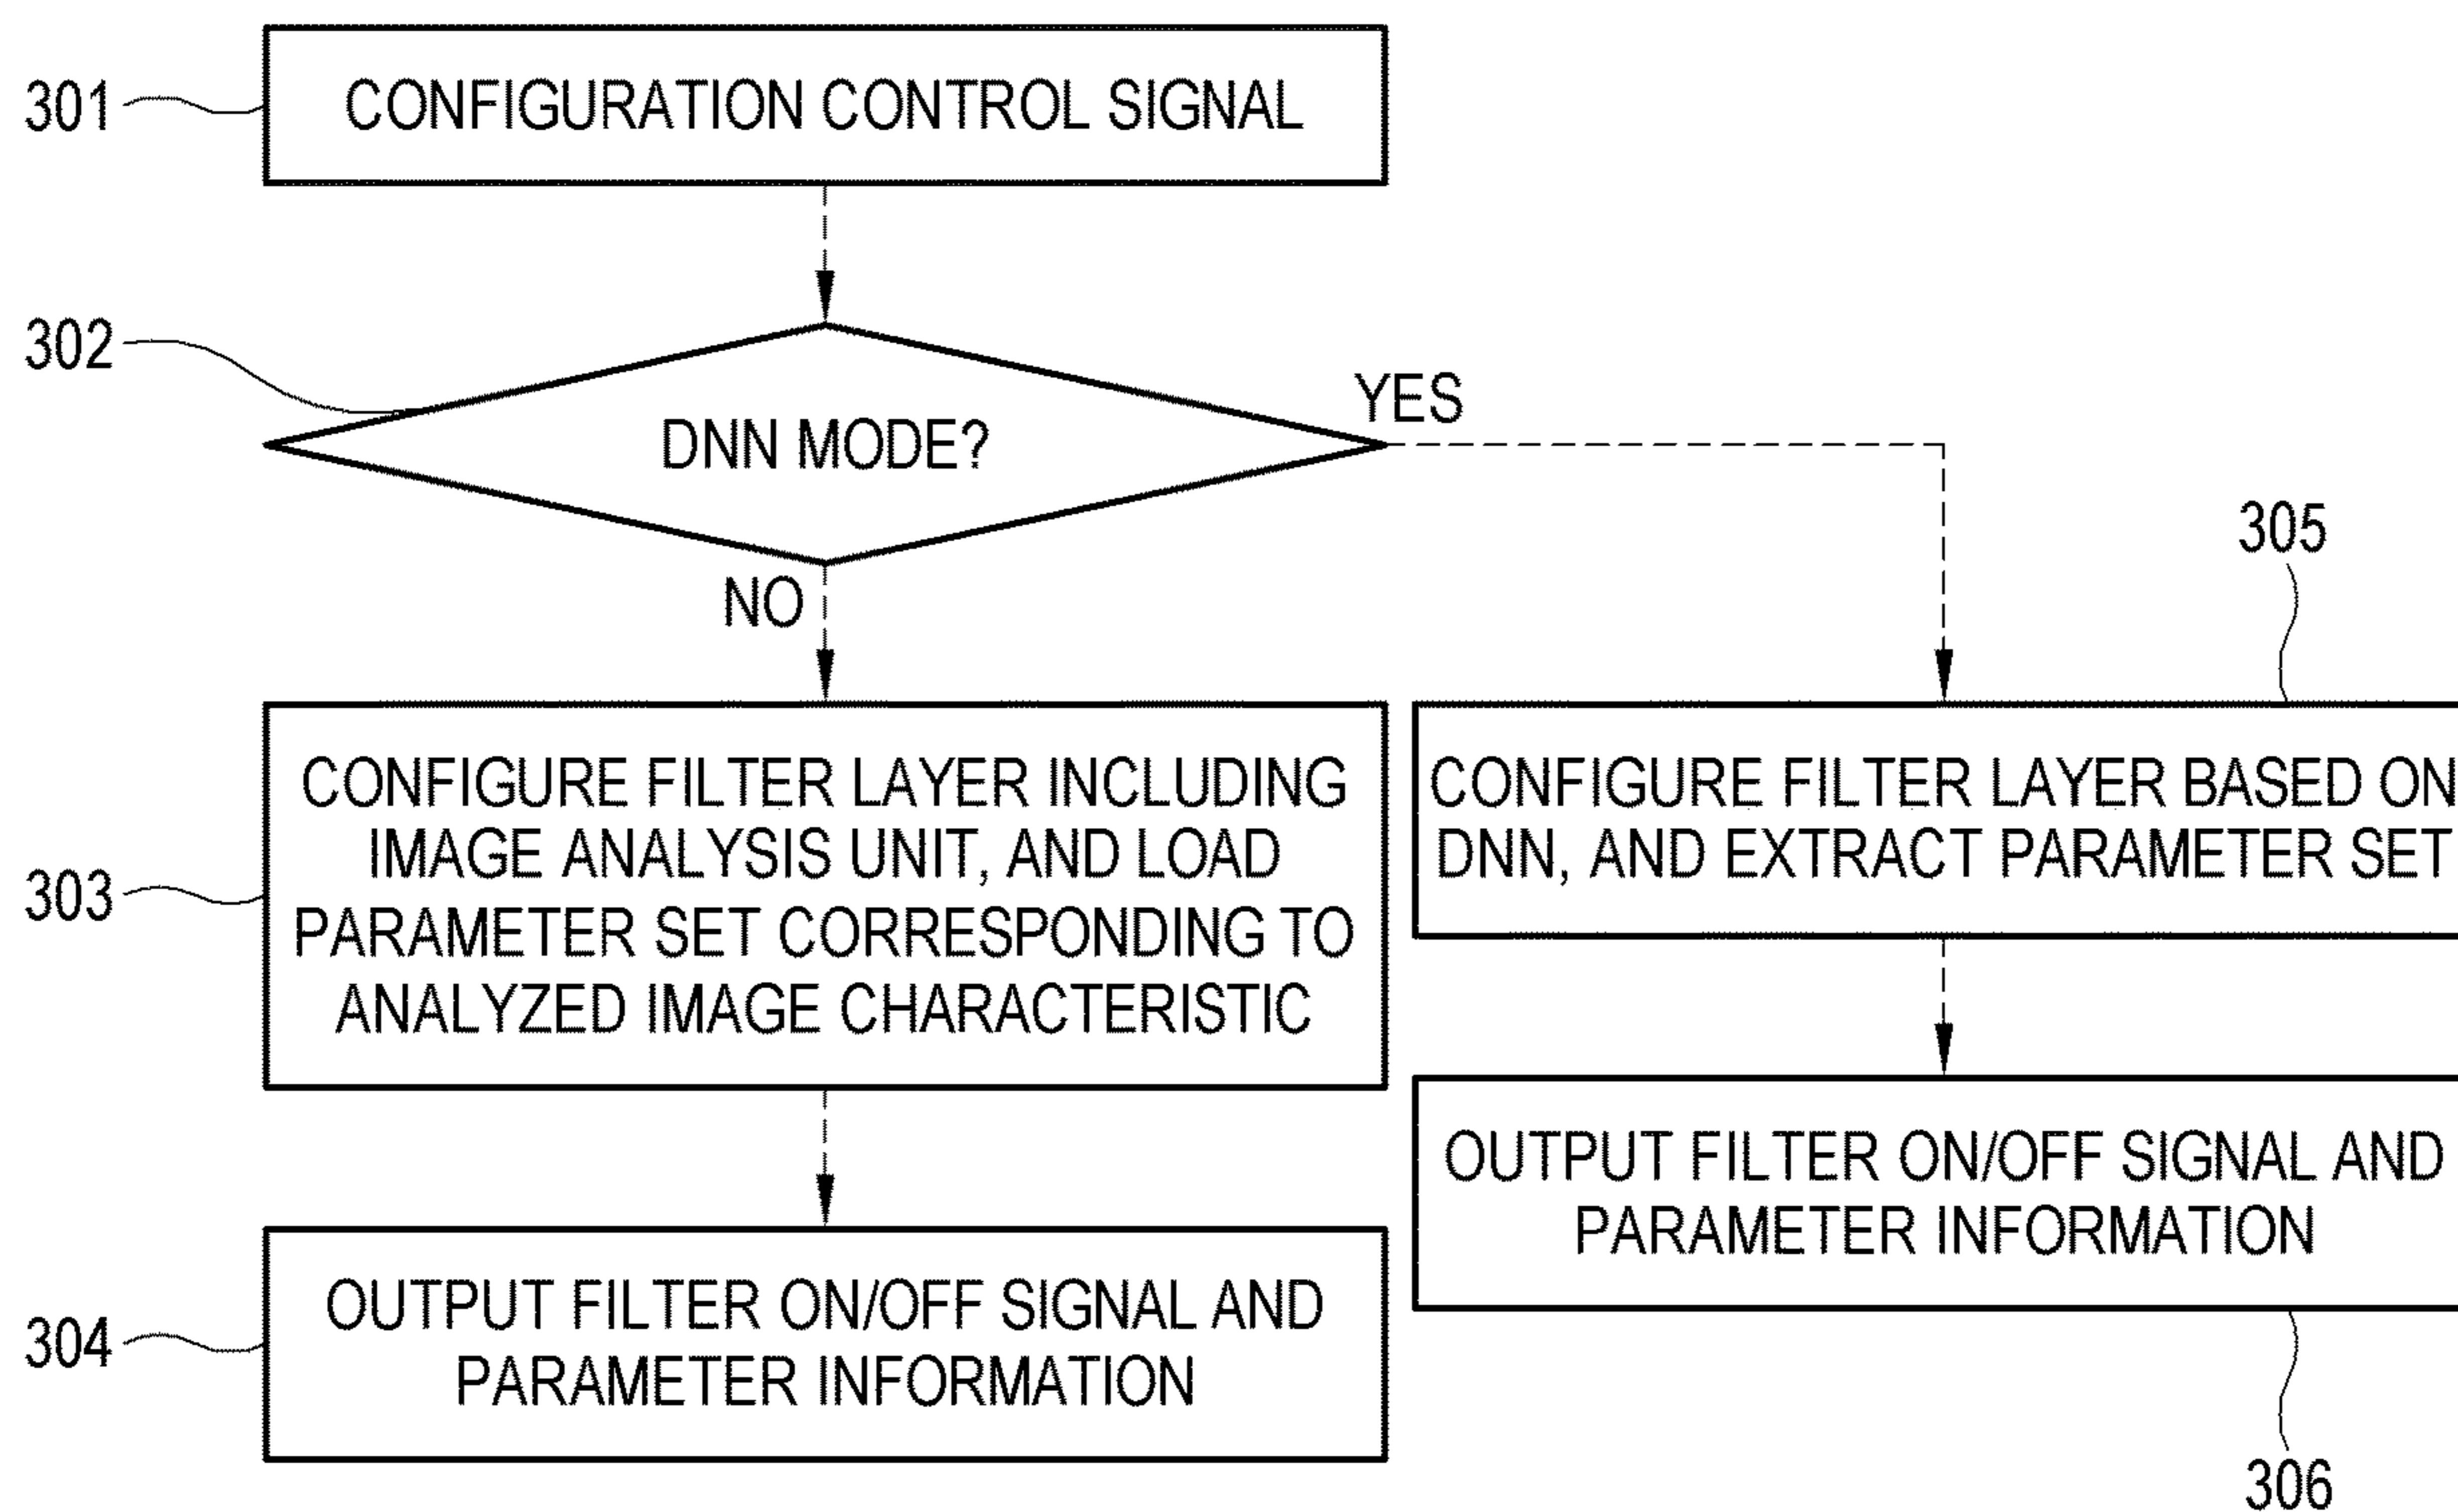 301
CONFIGURATION CONTROL SIGNAL
302
DNN MODE?
YES
NO
303
CONFIGURE FILTER LAYER INCLUDING
IMAGE ANALYSIS UNIT, AND LOAD
PARAMETER SET CORRESPONDING TO
ANALYZED IMAGE CHARACTERISTIC
304
OUTPUT FILTER ON/OFF SIGNAL AND
PARAMETER INFORMATION
305
CONFIGURE FILTER LAYER BASED ON
DNN, AND EXTRACT PARAMETER SET
OUTPUT FILTER ON/OFF SIGNAL AND
PARAMETER INFORMATION
306